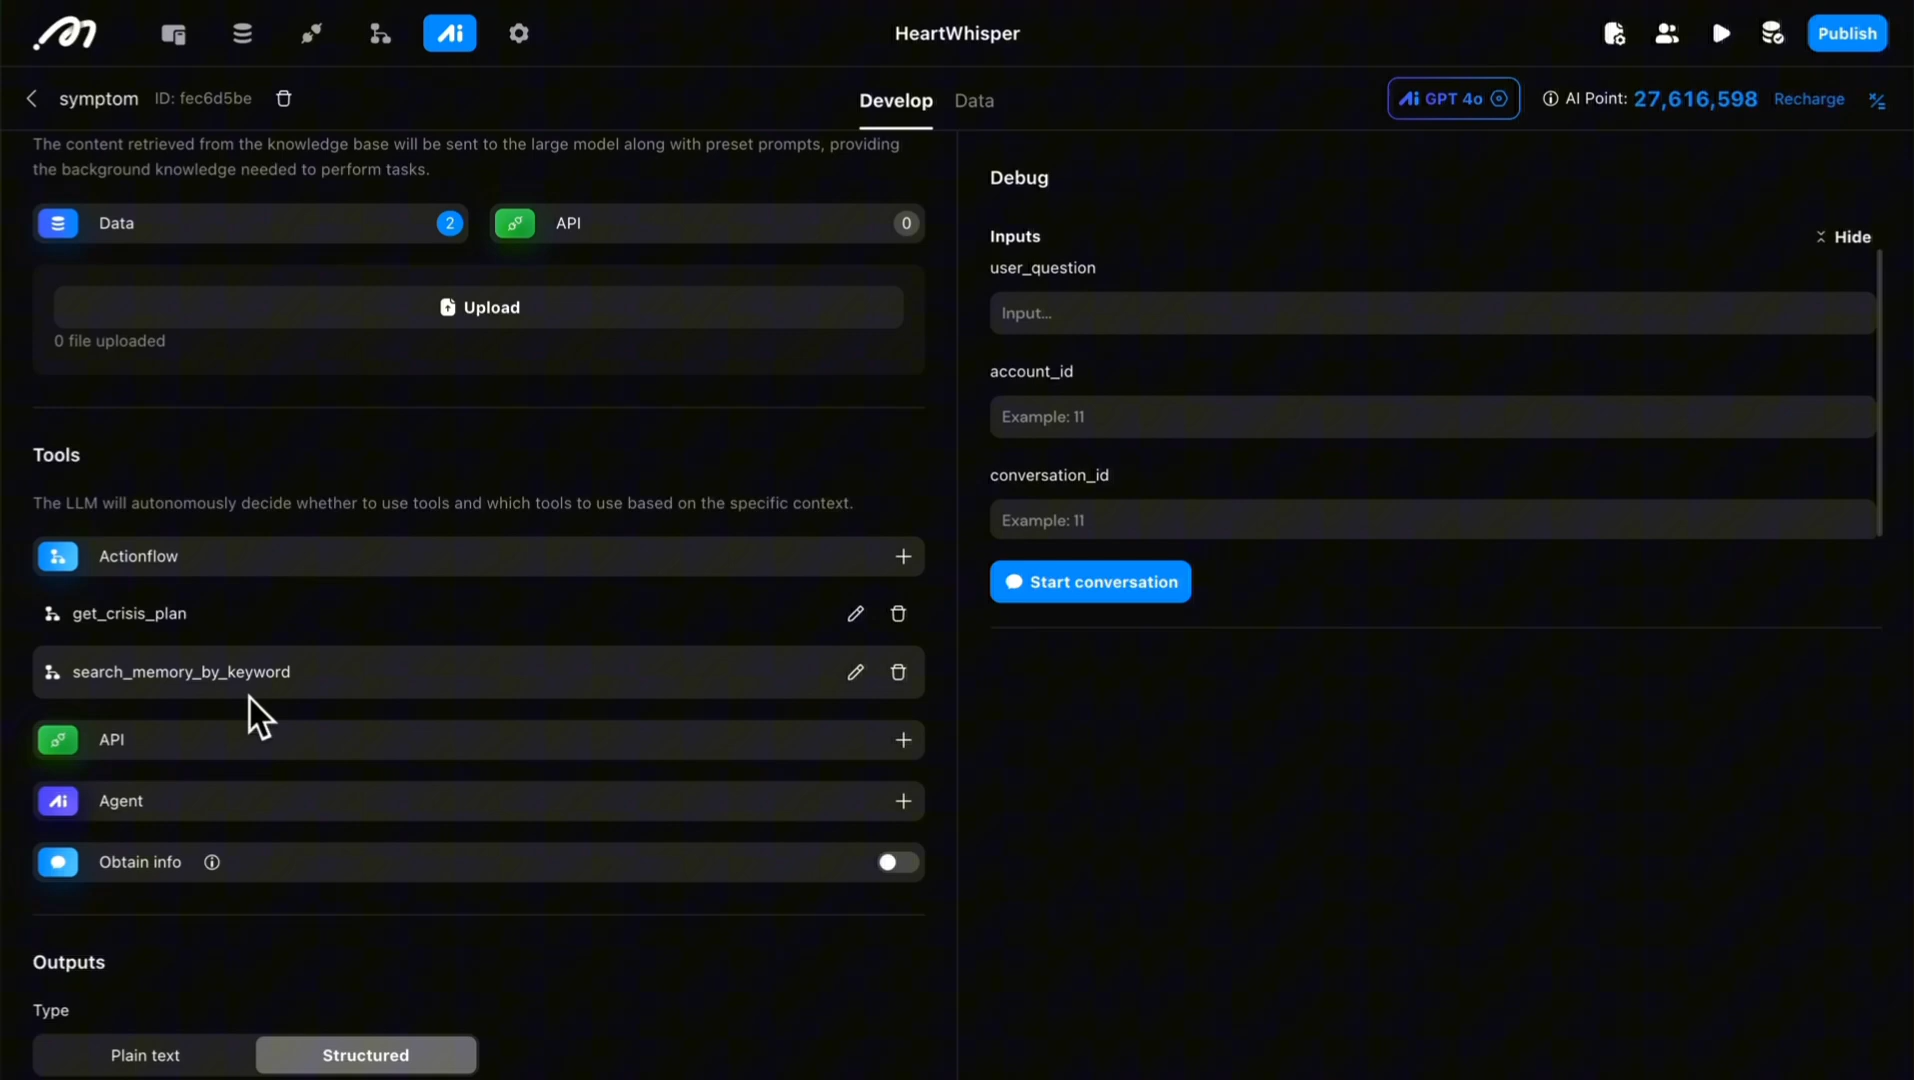 HeartWhisper
Publish
symptom ID: fec6d5be
Develop Data
Ai GPT 4o
AI Point: 27,616,598 Recharge
The content retrieved from the knowledge base will be sent to the large model along with preset prompts, providing
the background knowledge needed to perform tasks.
Data 2
API 0
Upload
0 file uploaded
Tools
The LLM will autonomously decide whether to use tools and which tools to use based on the specific context.
Actionflow
get_crisis_plan
search_memory_by_keyword
API
Ai Agent
Obtain info
Outputs
Type
Plain text Structured
Debug
Inputs Hide
user_question
Input...
account_id
Example: 11
conversation_id
Example: 11
Start conversation